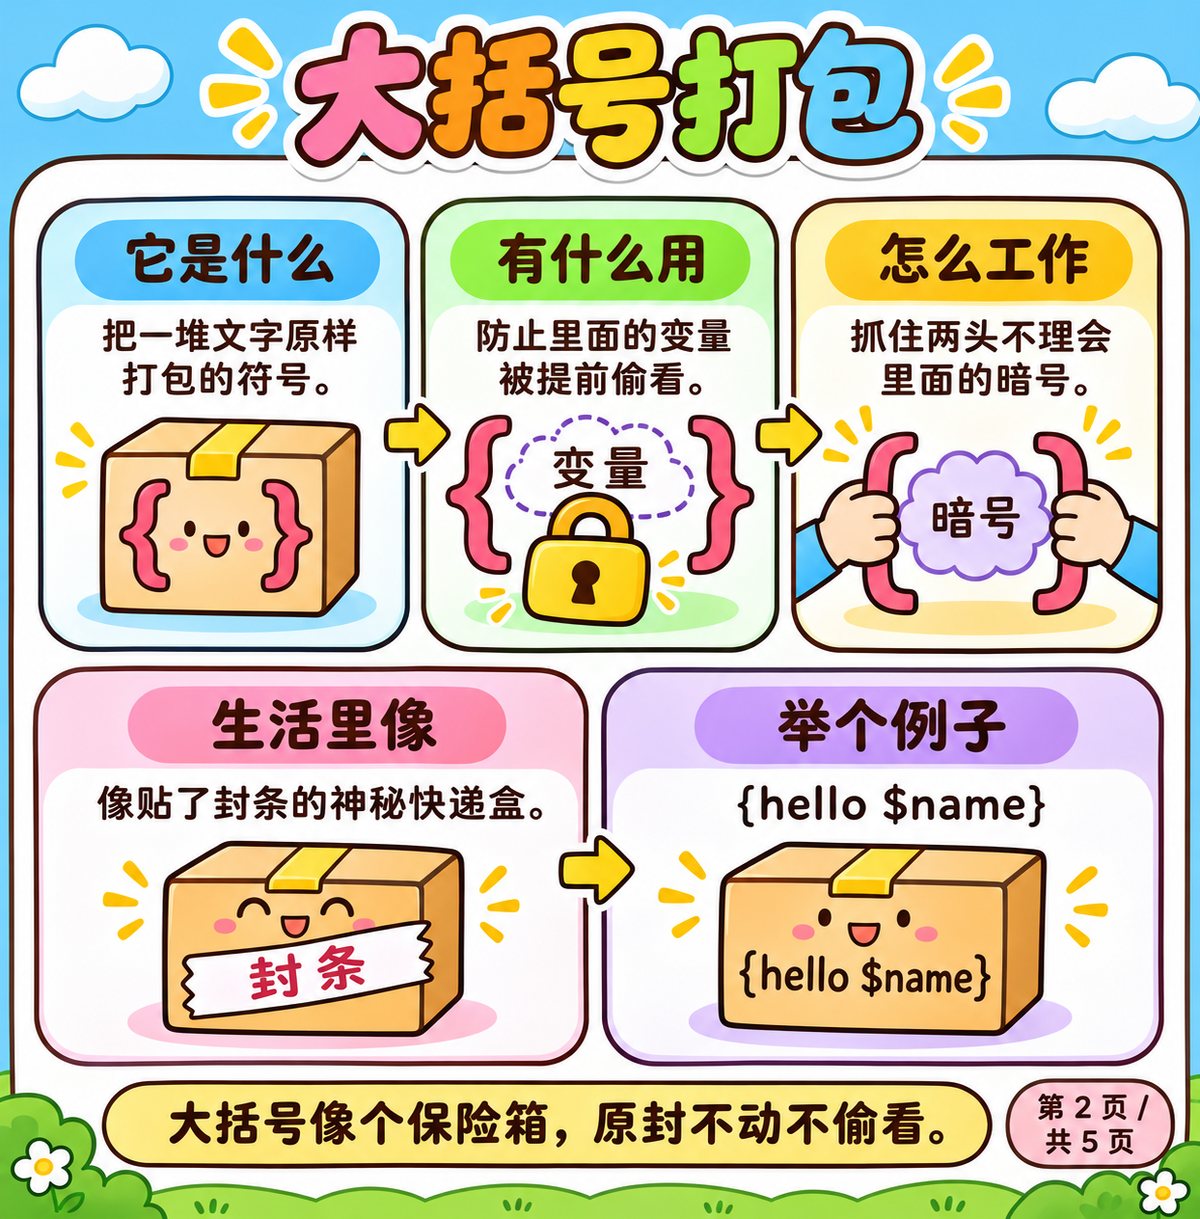 大括号打包
它是什么
把一堆文字原样
打包的符号。
有什么用
防止里面的变量
被提前偷看。
变量
怎么工作
抓住两头不理会
里面的暗号。
暗号
生活里像
像贴了封条的神秘快递盒。
封条
举个例子
{hello $name}
{hello $name}
大括号像个保险箱，原封不动不偷看。
第 2 页 /
共 5 页